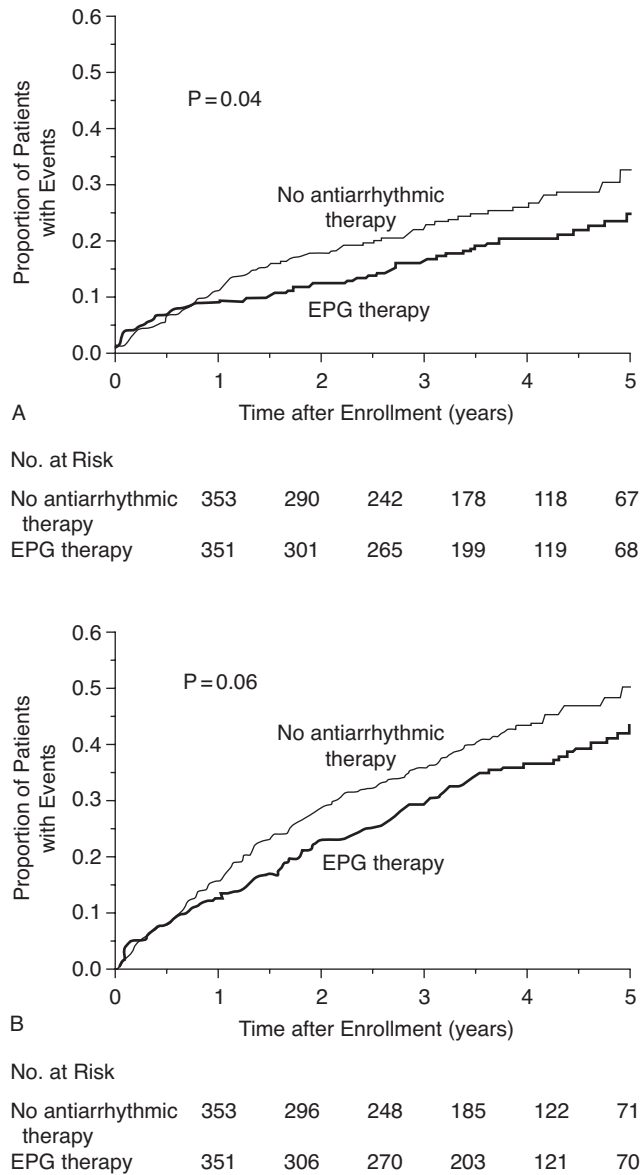 0.6
0.5
0.4
0.3
0.2
0.1
0.0
Proportion of Patients
with Events
P = 0.04
No antiarrhythmic
therapy
EPG therapy
0 1 2 3 4 5
A
Time after Enrollment (years)
No. at Risk
No antiarrhythmic 353 290 242 178 118 67
therapy
EPG therapy 351 301 265 199 119 68
0.6
0.5
0.4
0.3
0.2
0.1
0.0
Proportion of Patients
with Events
P = 0.06
No antiarrhythmic
therapy
EPG therapy
0 1 2 3 4 5
B
Time after Enrollment (years)
No. at Risk
No antiarrhythmic 353 296 248 185 122 71
therapy
EPG therapy 351 306 270 203 121 70